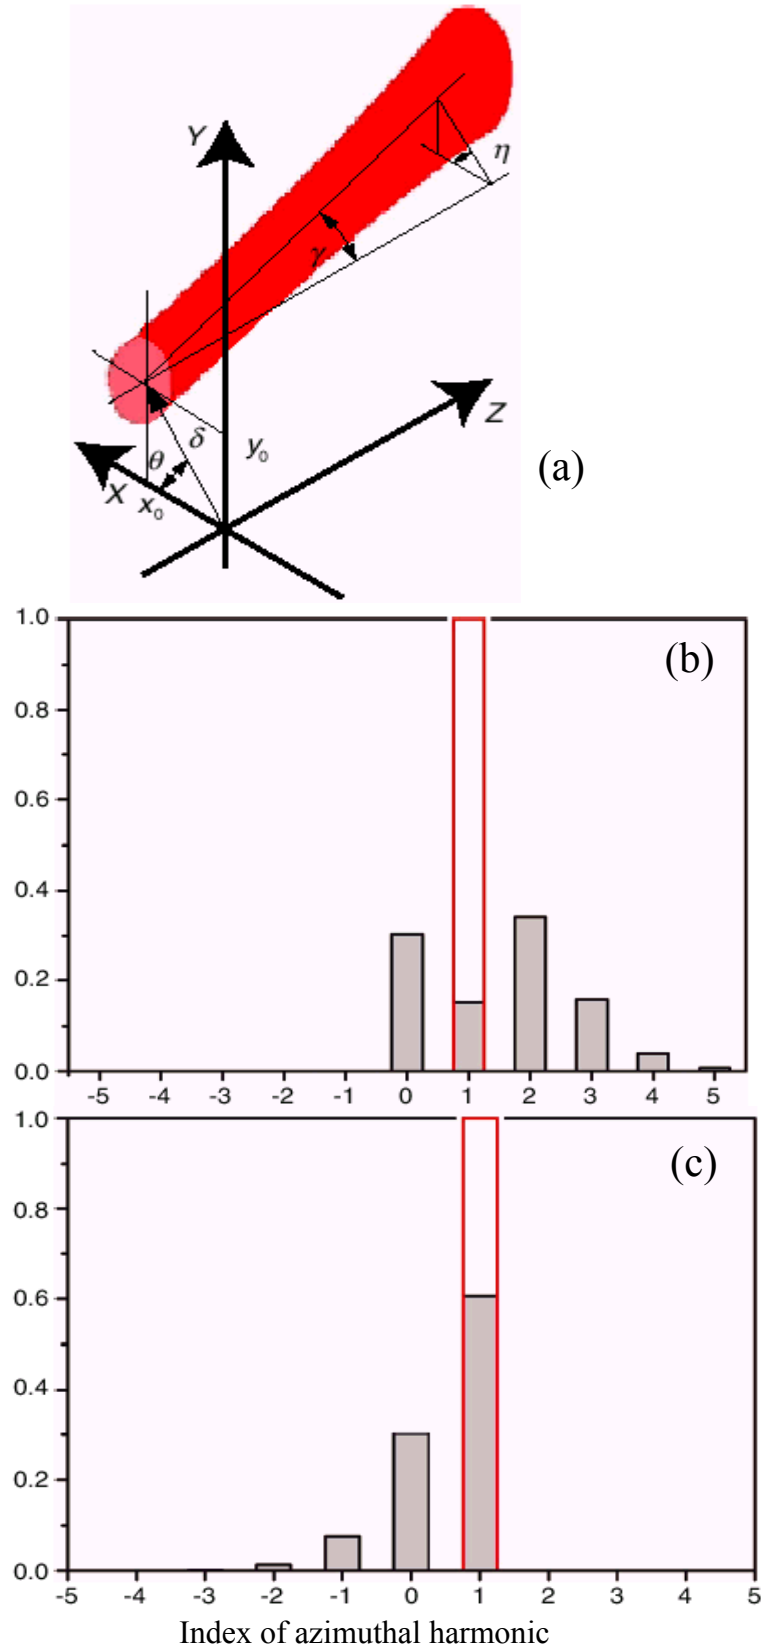 Y
η
γ
Z
δ
y₀
θ
X
x₀
(a)
1.0
(b)
0.8
0.6
0.4
0.2
0.0
-5 -4 -3 -2 -1 0 1 2 3 4 5
1.0
(c)
0.8
0.6
0.4
0.2
0.0
-5 -4 -3 -2 -1 0 1 2 3 4 5
Index of azimuthal harmonic